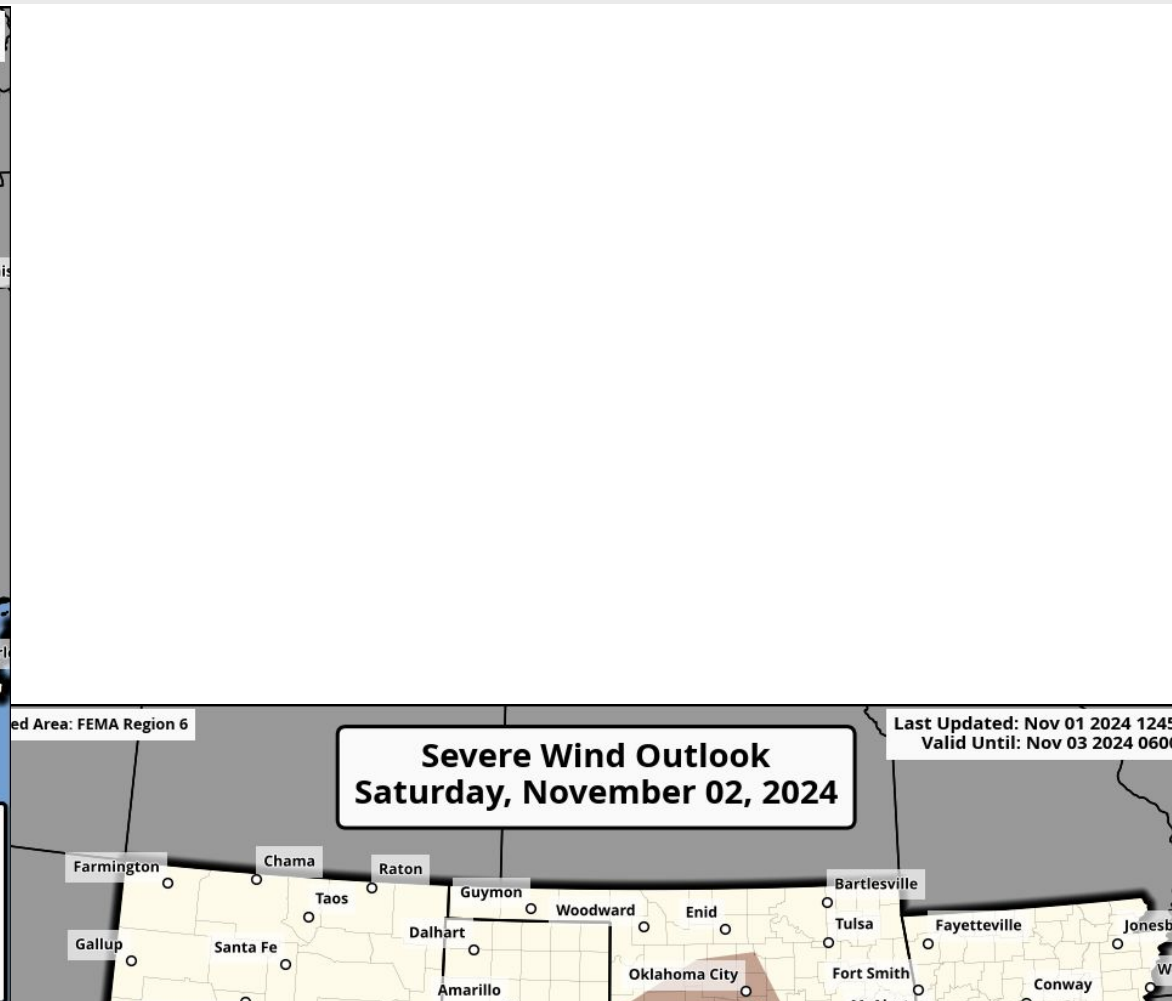 ed Area: FEMA Region 6
Last Updated: Nov 01 2024 1245
Valid Until: Nov 03 2024 060
Severe Wind Outlook
Saturday, November 02, 2024
Farmington
Chama
Raton
Taos
Guymon
Woodward
Enid
Bartlesville
Tulsa
Fayetteville
Jonesb
Gallup
Santa Fe
Dalhart
Oklahoma City
Fort Smith
Conway
Amarillo